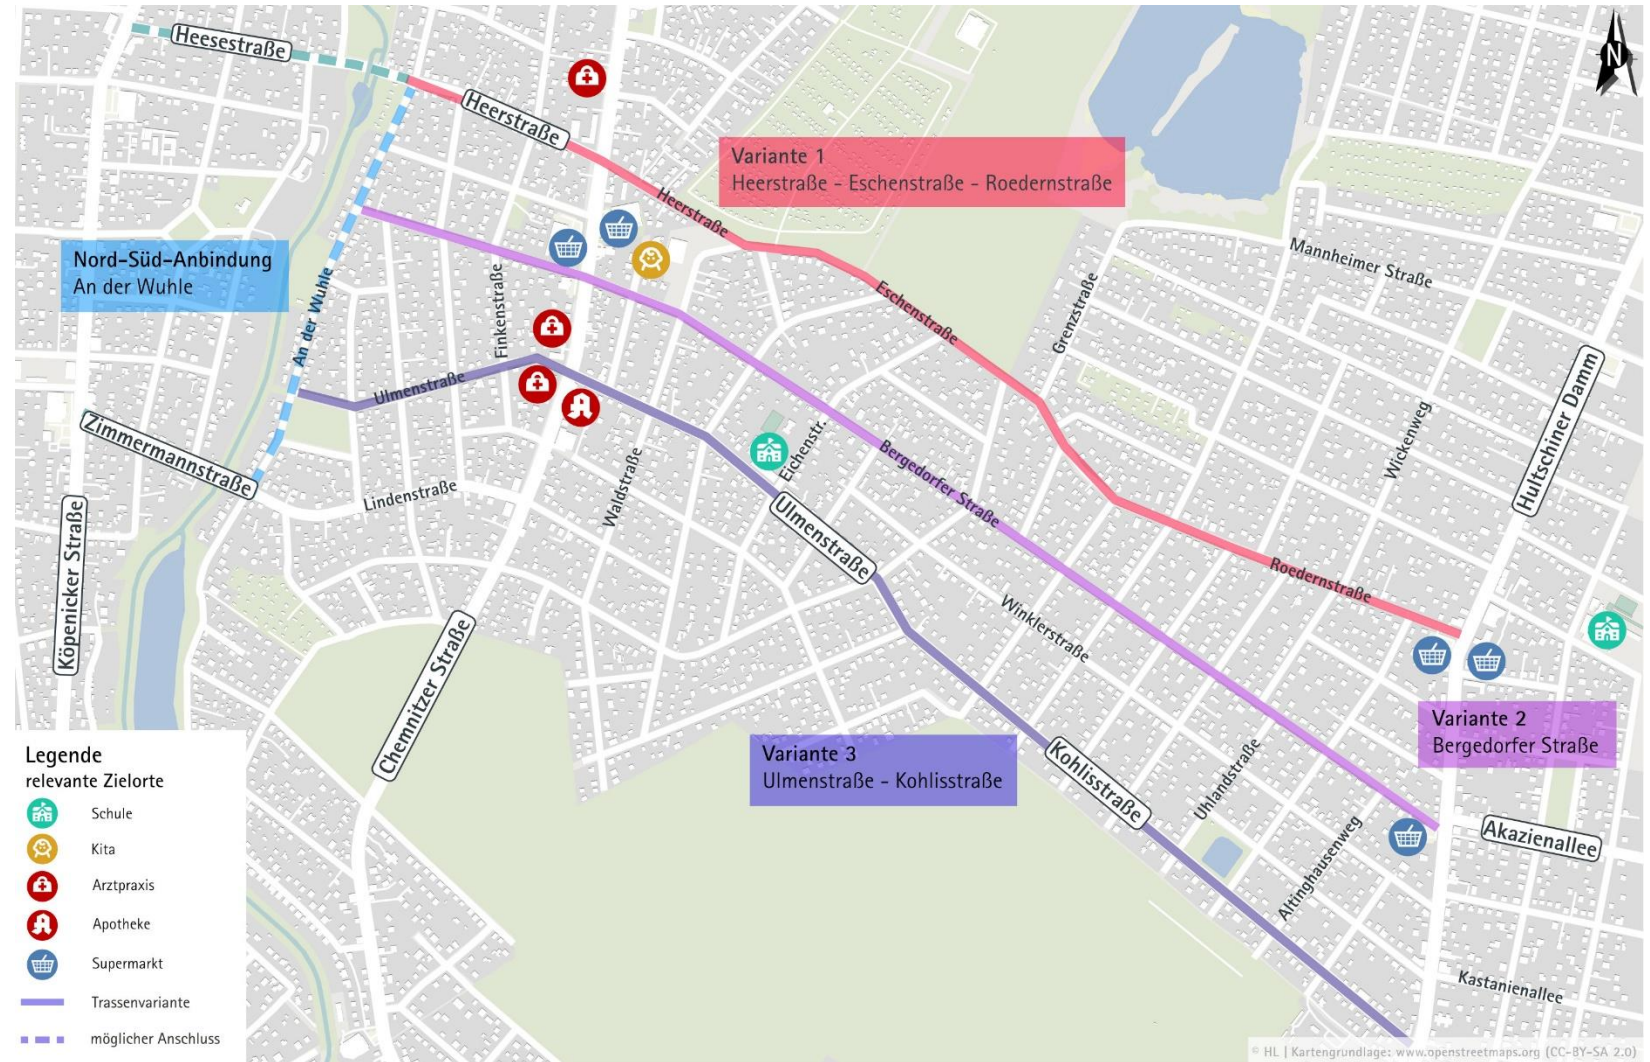 Heesestraße
N
Heerstraße
Variante 1
Heerstraße - Eschenstraße - Roedernstraße
Heerstraße
Nord-Süd-Anbindung
An der Wuhle
Mannheimer Straße
An der Wuhle
Finkenstraße
Eschenstraße
Grenzstraße
Ulmenstraße
Hultschiner Damm
Zimmermannstraße
Eichenstr.
Wickenweg
Bergedorfer Straße
Lindenstraße
Waldstraße
Ulmenstraße
Köpenicker Straße
Roedernstraße
Winklerstraße
Chemnitzer Straße
Variante 2
Bergedorfer Straße
Variante 3
Ulmenstraße - Kohlisstraße
Kohlisstraße
Uhlandstraße
Akazienallee
Altinghausenweg
Kastanienallee
Legende
relevante Zielorte
Schule
Kita
Arztpraxis
Apotheke
Supermarkt
Trassenvariante
möglicher Anschluss
© HL | Kartengrundlage: www.openstreetmaps.org (CC-BY-SA 2.0)